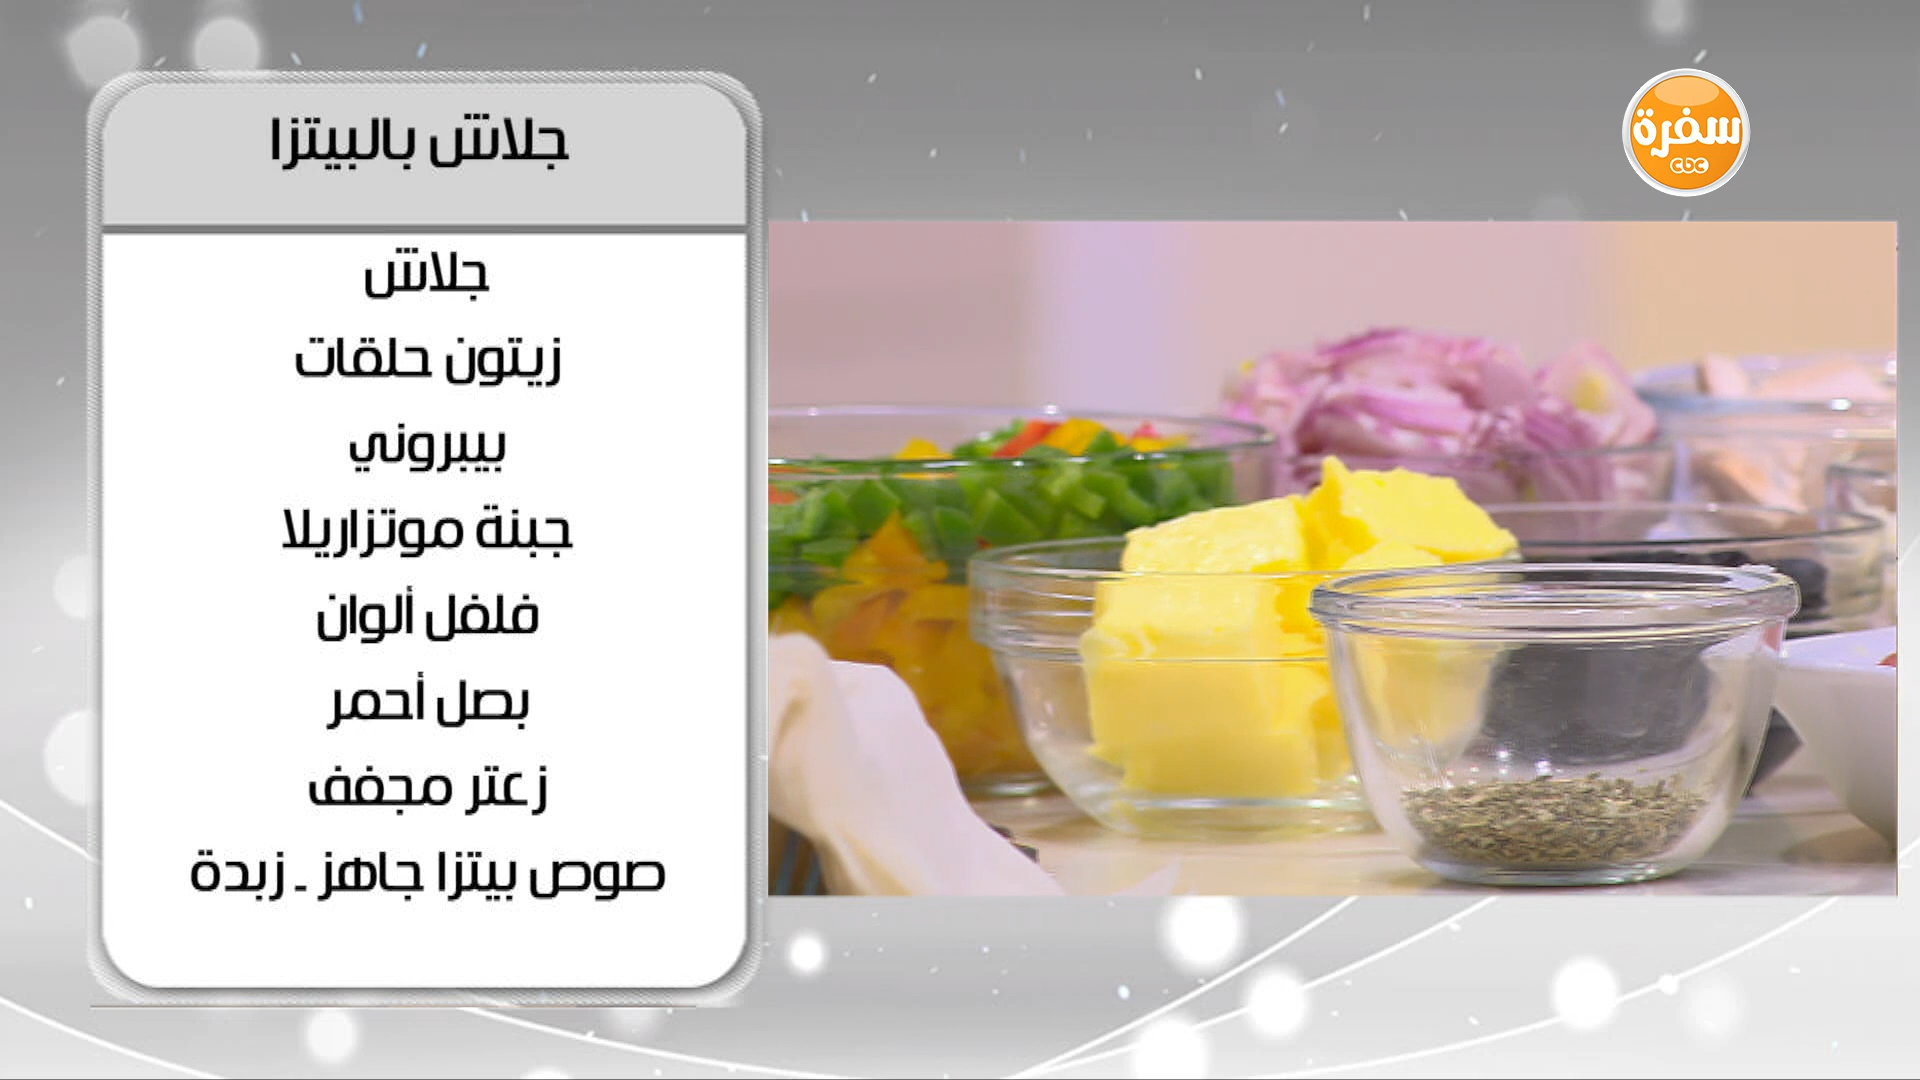 جلاش بالبيتزا
جلاش
زيتون حلقات
بيبروني
جبنة موتزاريلا
فلفل ألوان
بصل أحمر
زعتر مجفف
صوص بيتزا جاهز - زبدة
سفرة
cbc